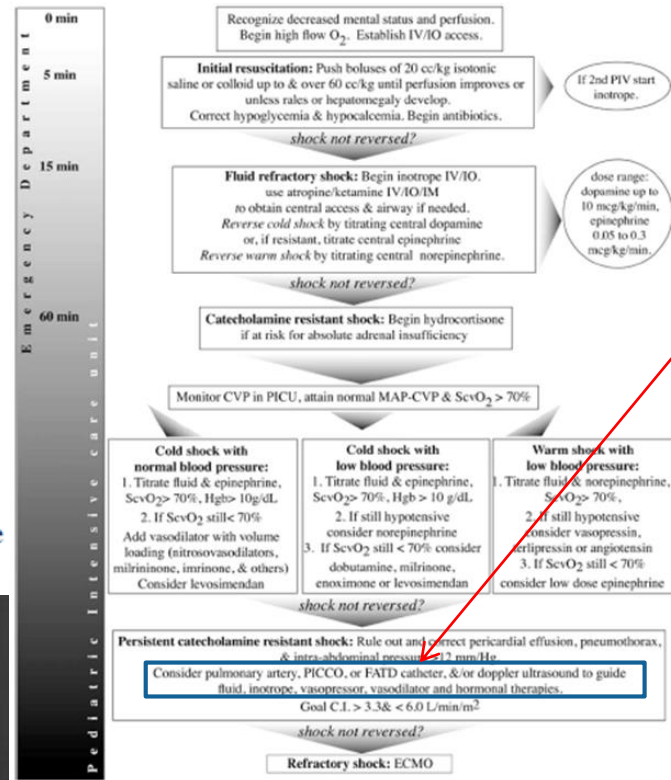 0 min
Recognize decreased mental status and perfusion.
Begin high flow O2. Establish IV/IO access.
5 min
Initial resuscitation: Push boluses of 20 cc/kg isotonic
saline or colloid up to & over 60 cc/kg until perfusion improves or
unless rales or hepatomegaly develop.
Correct hypoglycemia & hypocalcemia. Begin antibiotics.
If 2nd PIV start
inotrope.
shock not reversed?
15 min
Fluid refractory shock: Begin inotrope IV/IO.
use atropine/ketamine IV/IO/IM
to obtain central access & airway if needed.
Reverse cold shock by titrating central dopamine
or, if resistant, titrate central epinephrine
Reverse warm shock by titrating central norepinephrine.
dose range:
dopamine up to
10 mcg/kg/min,
epinephrine
0.05 to 0.3
mcg/kg/min.
shock not reversed?
60 min
Catecholamine resistant shock: Begin hydrocortisone
if at risk for absolute adrenal insufficiency
Monitor CVP in PICU, attain normal MAP-CVP & ScvO2 > 70%
Cold shock with
normal blood pressure:
1. Titrate fluid & epinephrine,
ScvO2> 70%, Hgb> 10g/dL
2. If ScvO2 still< 70%
Add vasodilator with volume
loading (nitrosovasodilators,
milrininone, imrinone, & others)
Consider levosimendan
Cold shock with
low blood pressure:
1. Titrate fluid & epinephrine,
ScvO2> 70%, Hgb > 10 g/dL
2. If still hypotensive
consider norepinephrine
3. If ScvO2 still < 70% consider
dobutamine, milrinone,
enoximone or levosimendan
Warm shock with
low blood pressure:
1. Titrate fluid & norepinephrine,
ScvO2> 70%,
2. If still hypotensive
consider vasopressin,
terlipressin or angiotensin
3. If ScvO2 still < 70%
consider low dose epinephrine
shock not reversed?
Persistent catecholamine resistant shock: Rule out and correct pericardial effusion, pneumothorax,
& intra-abdominal pressure >12 mm/Hg.
Consider pulmonary artery, PICCO, or FATD catheter, &/or doppler ultrasound to guide
fluid, inotrope, vasopressor, vasodilator and hormonal therapies.
Goal C.I. > 3.3& < 6.0 L/min/m2
shock not reversed?
Refractory shock: ECMO
Emergency Department
Pediatric Intensive care unit
e